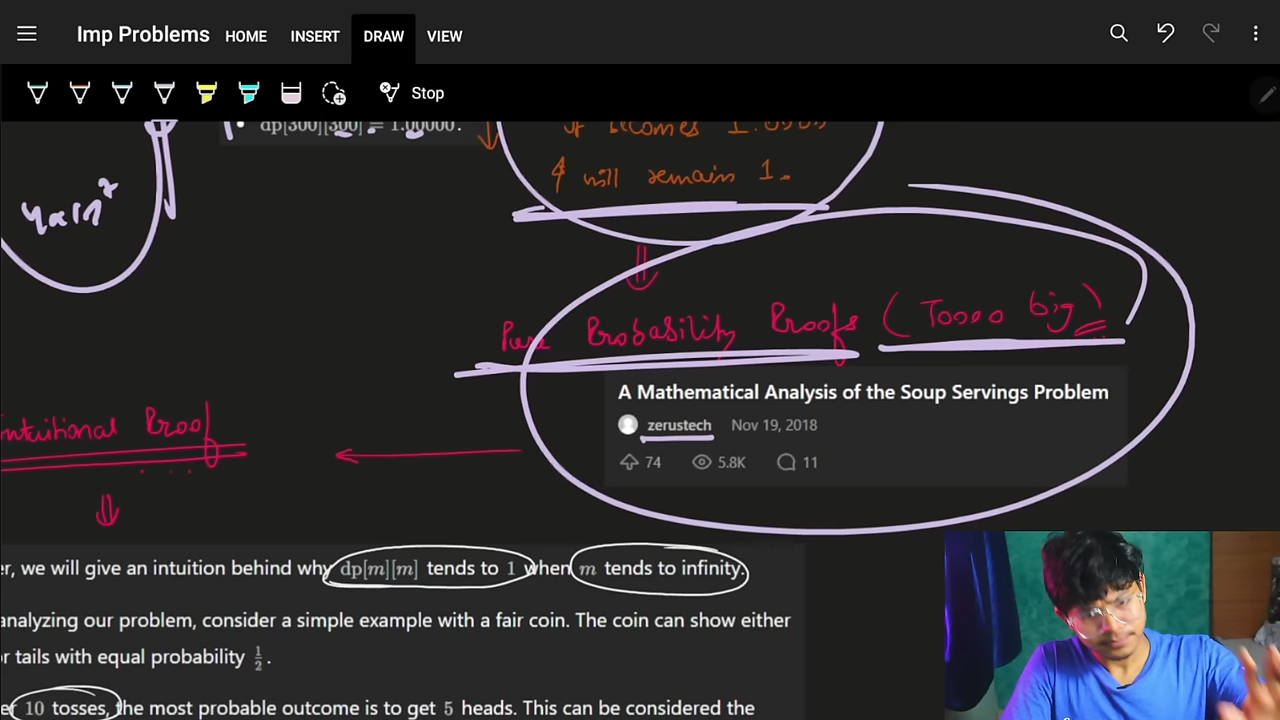 Imp Problems HOME INSERT DRAW VIEW
Stop
dp[300][300] = 1.00000.
it becomes
& will remain 1.
Pure Probability Proofs (Toooo big)
A Mathematical Analysis of the Soup Servings Problem
zerustech Nov 19, 2018
74 5.8K 11
Intuitional Proof
er, we will give an intuition behind why dp[m][m] tends to 1 when m tends to infinity.
analyzing our problem, consider a simple example with a fair coin. The coin can show either
r tails with equal probability 1/2.
er 10 tosses, the most probable outcome is to get 5 heads. This can be considered the